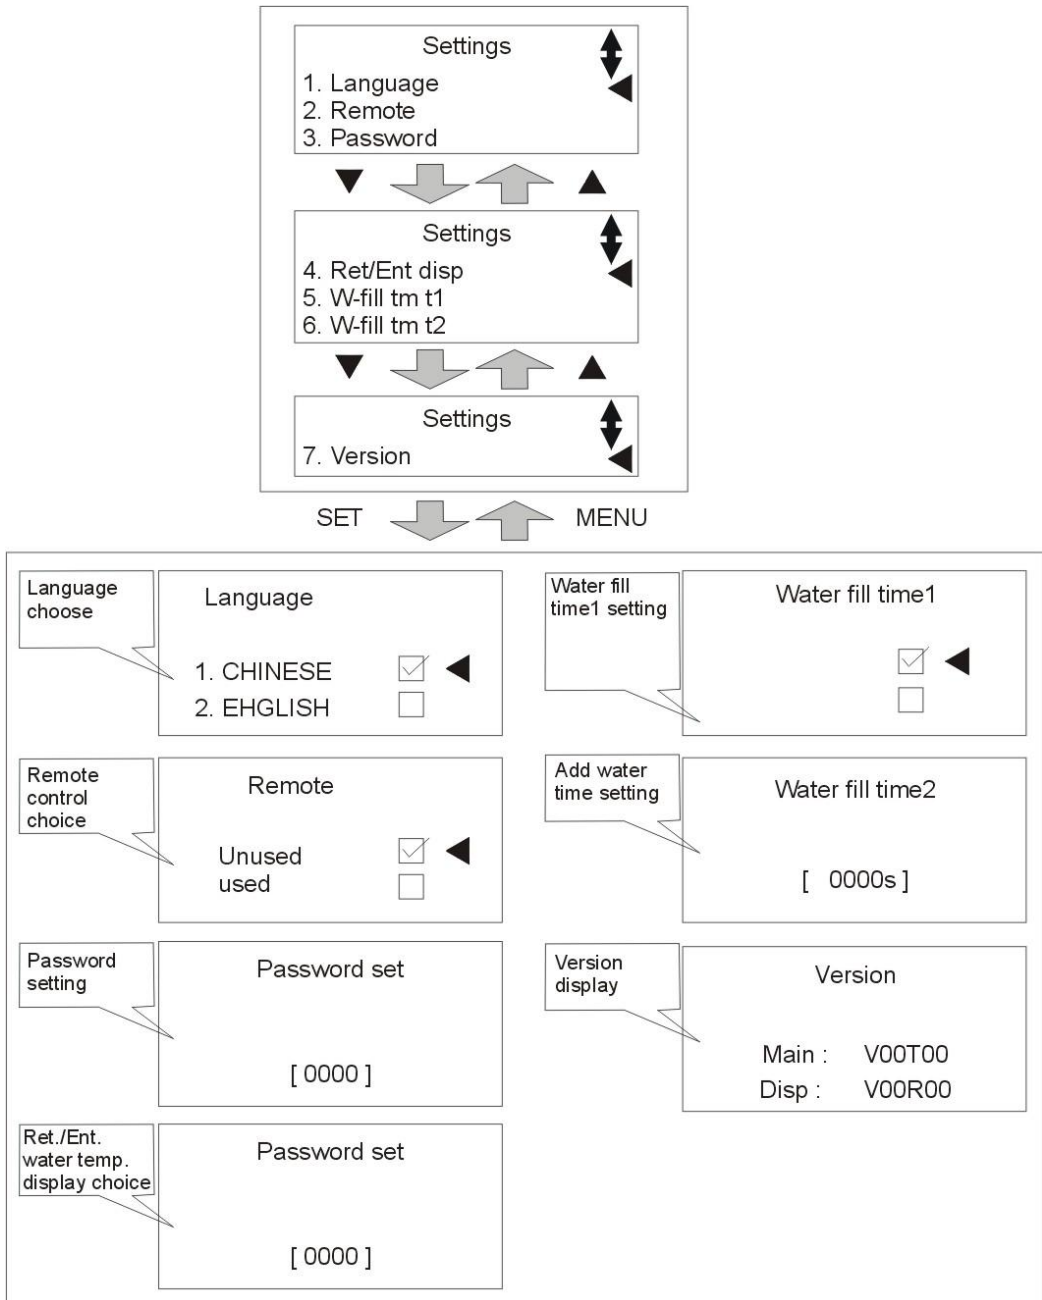 Settings
1. Language
2. Remote
3. Password
Settings
4. Ret/Ent disp
5. W-fill tm t1
6. W-fill tm t2
Settings
7. Version
SET
MENU
Language
choose
Language
1. CHINESE
2. EHGLISH
Remote
control
choice
Remote
Unused
used
Password
setting
Password set
[ 0000 ]
Ret./Ent.
water temp.
display choice
Password set
[ 0000 ]
Water fill
time1 setting
Water fill time1
Add water
time setting
Water fill time2
[ 0000s ]
Version
display
Version
Main : V00T00
Disp : V00R00